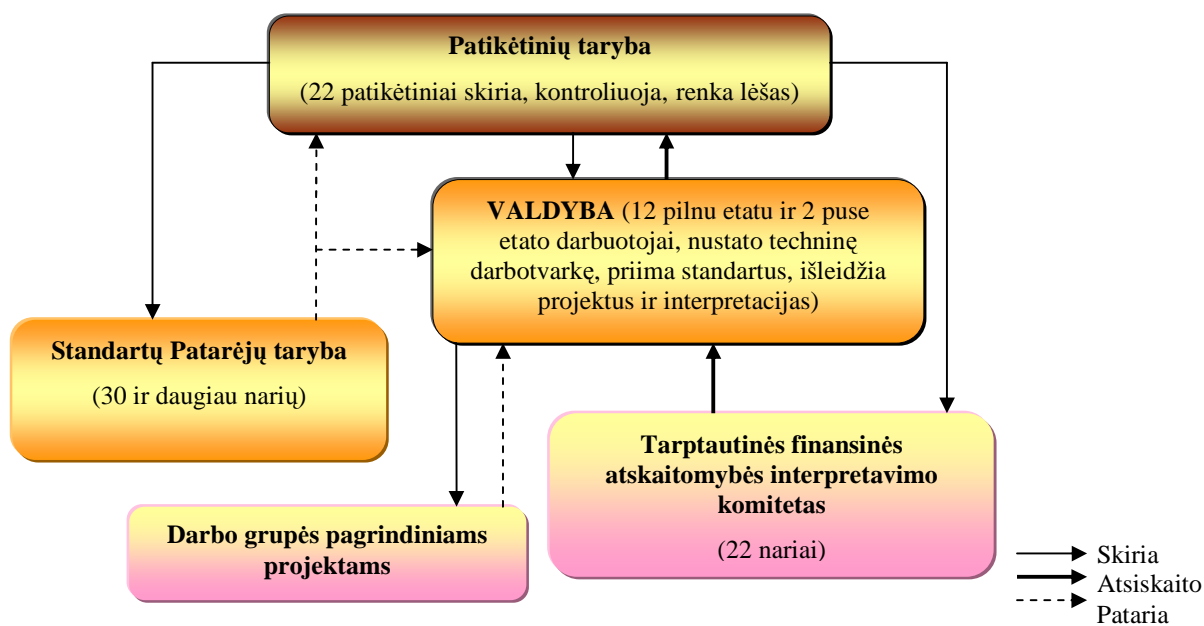 Patikėtinių taryba
(22 patikėtiniai skiria, kontroliuoja, renka lėšas)
VALDYBA (12 pilnu etatu ir 2 puse
etato darbuotojai, nustato techninę
darbotvarkę, priima standartus, išleidžia
projektus ir interpretacijas)
Standartų Patarėjų taryba
(30 ir daugiau narių)
Tarptautinės finansinės
atskaitomybės interpretavimo
komitetas
(22 nariai)
Darbo grupės pagrindiniams
projektams
Skiria
Atsiskaito
Pataria